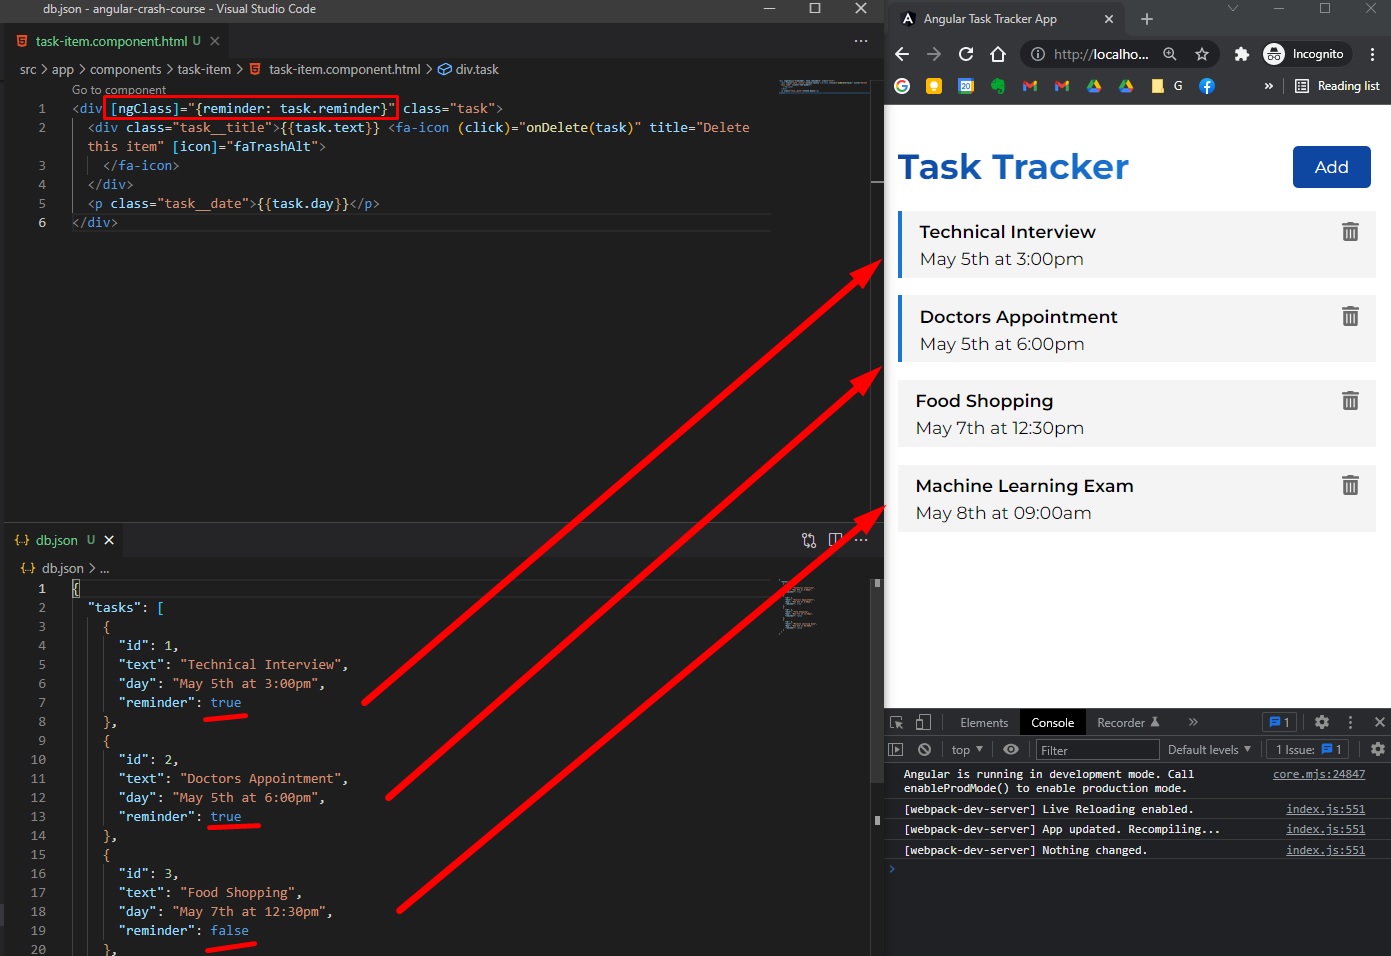 db.json - angular-crash-course - Visual Studio Code
task-item.component.html U
src > app > components > task-item > task-item.component.html > div.task
Go to component
1 <div [ngClass]="{reminder: task.reminder}" class="task">
2 <div class="task__title">{{task.text}} <fa-icon (click)="onDelete(task)" title="Delete
this item" [icon]="faTrashAlt">
3 </fa-icon>
4 </div>
5 <p class="task__date">{{task.day}}</p>
6 </div>
{..} db.json U
{..} db.json > ...
1 {
2 "tasks": [
3 {
4 "id": 1,
5 "text": "Technical Interview",
6 "day": "May 5th at 3:00pm",
7 "reminder": true
8 },
9 {
10 "id": 2,
11 "text": "Doctors Appointment",
12 "day": "May 5th at 6:00pm",
13 "reminder": true
14 },
15 {
16 "id": 3,
17 "text": "Food Shopping",
18 "day": "May 7th at 12:30pm",
19 "reminder": false
20 },
Angular Task Tracker App
http://localho...
Incognito
G
» Reading list
Task Tracker
Add
Technical Interview
May 5th at 3:00pm
Doctors Appointment
May 5th at 6:00pm
Food Shopping
May 7th at 12:30pm
Machine Learning Exam
May 8th at 09:00am
Elements Console Recorder » 1
top Filter Default levels 1 Issue: 1
Angular is running in development mode. Call core.mjs:24847
enableProdMode() to enable production mode.
[webpack-dev-server] Live Reloading enabled. index.js:551
[webpack-dev-server] App updated. Recompiling... index.js:551
[webpack-dev-server] Nothing changed. index.js:551